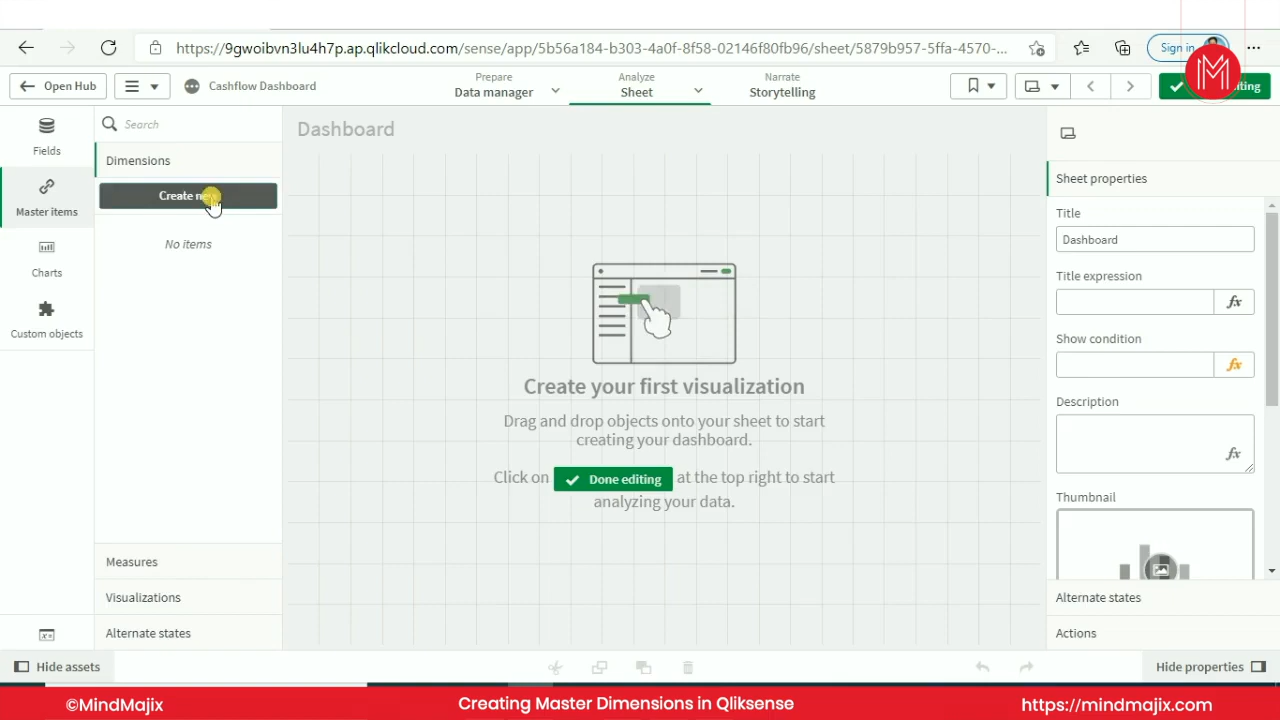 https://9gwoibvn3lu4h7p.ap.qlikcloud.com/sense/app/5b56a184-b303-4a0f-8f58-02146f80fb96/sheet/5879b957-5ffa-4570-...
Sign in
Open Hub
Cashflow Dashboard
Prepare
Data manager
Analyze
Sheet
Narrate
Storytelling
M
Fields
Master items
Charts
Custom objects
Search
Dimensions
Create
No items
Measures
Visualizations
Alternate states
Dashboard
Create your first visualization
Drag and drop objects onto your sheet to start
creating your dashboard.
Click on Done editing at the top right to start
analyzing your data.
Sheet properties
Title
Dashboard
Title expression
fx
Show condition
fx
Description
fx
Thumbnail
Alternate states
Actions
Hide assets
Hide properties
©MindMajix
Creating Master Dimensions in Qliksense
https://mindmajix.com